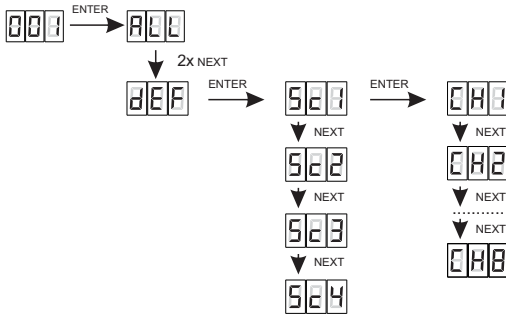 001 ENTER ALL
2x NEXT
dEF ENTER Sc1 ENTER CH1
NEXT NEXT
Sc2 CH2
NEXT NEXT
..........
Sc3 NEXT
NEXT CH8
Sc4